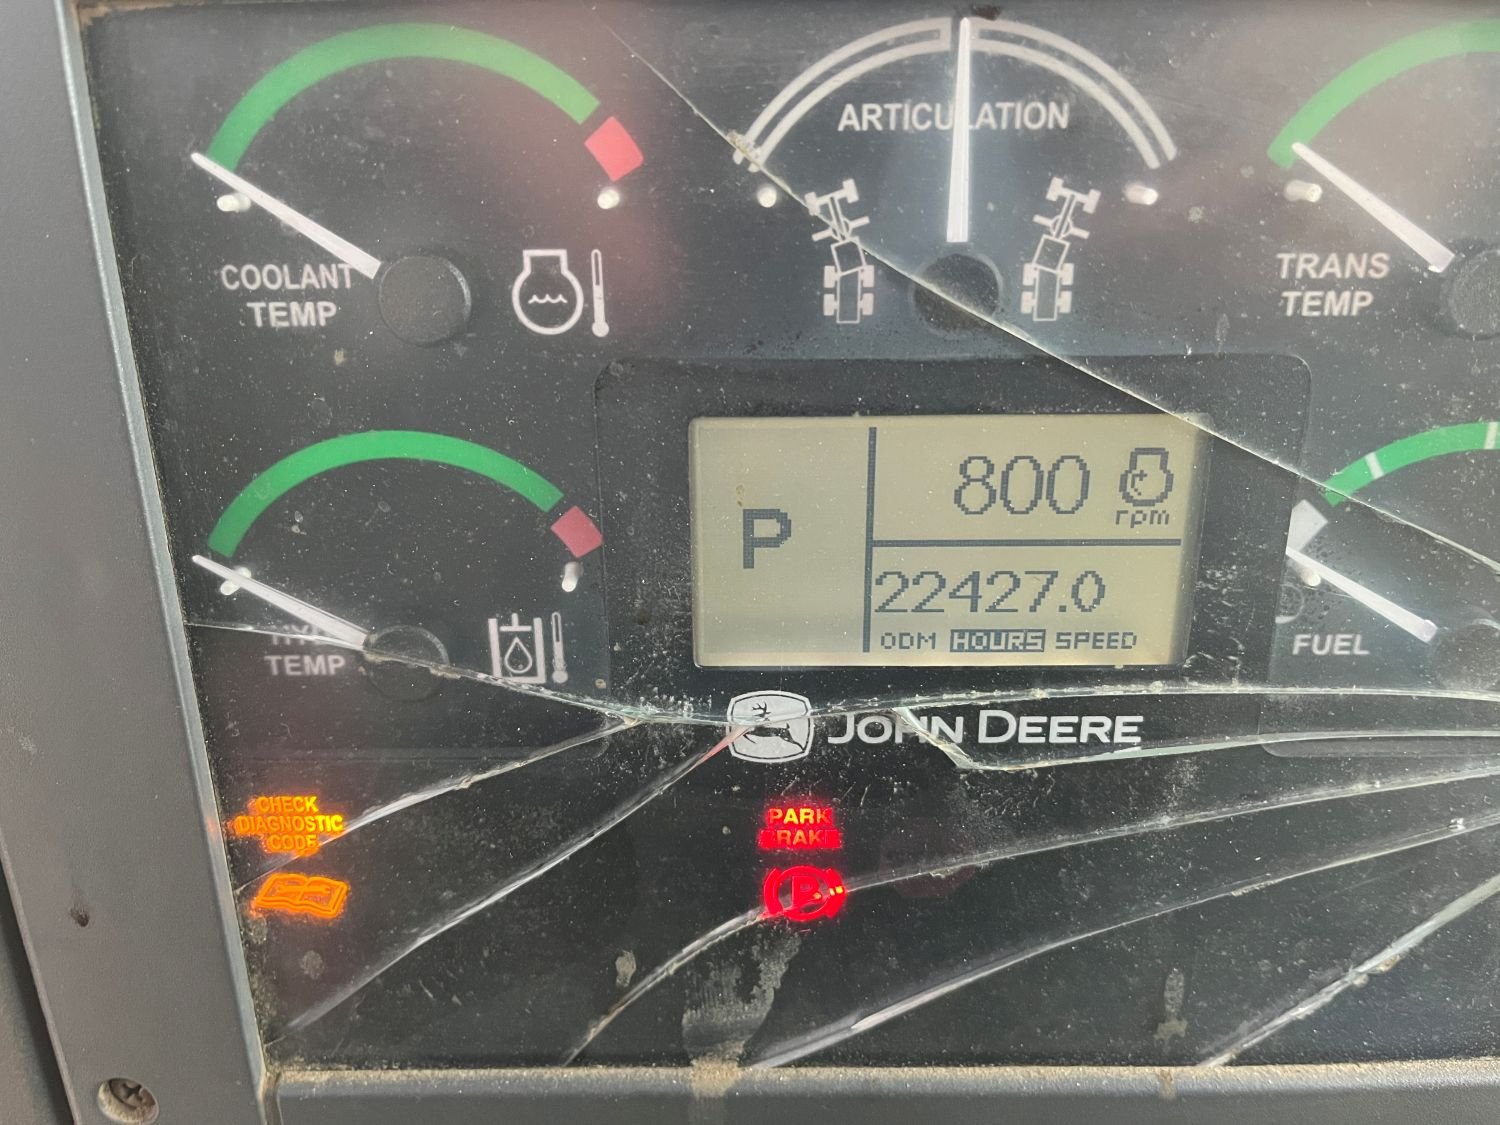 COOLANT
TEMP
ARTICULATION
TRANS
TEMP
P
800
rpm
22427.0
ODM HOURS SPEED
TEMP
FUEL
JOHN DEERE
CHECK
DIAGNOSTIC
CODE
PARK
BRAKE
P